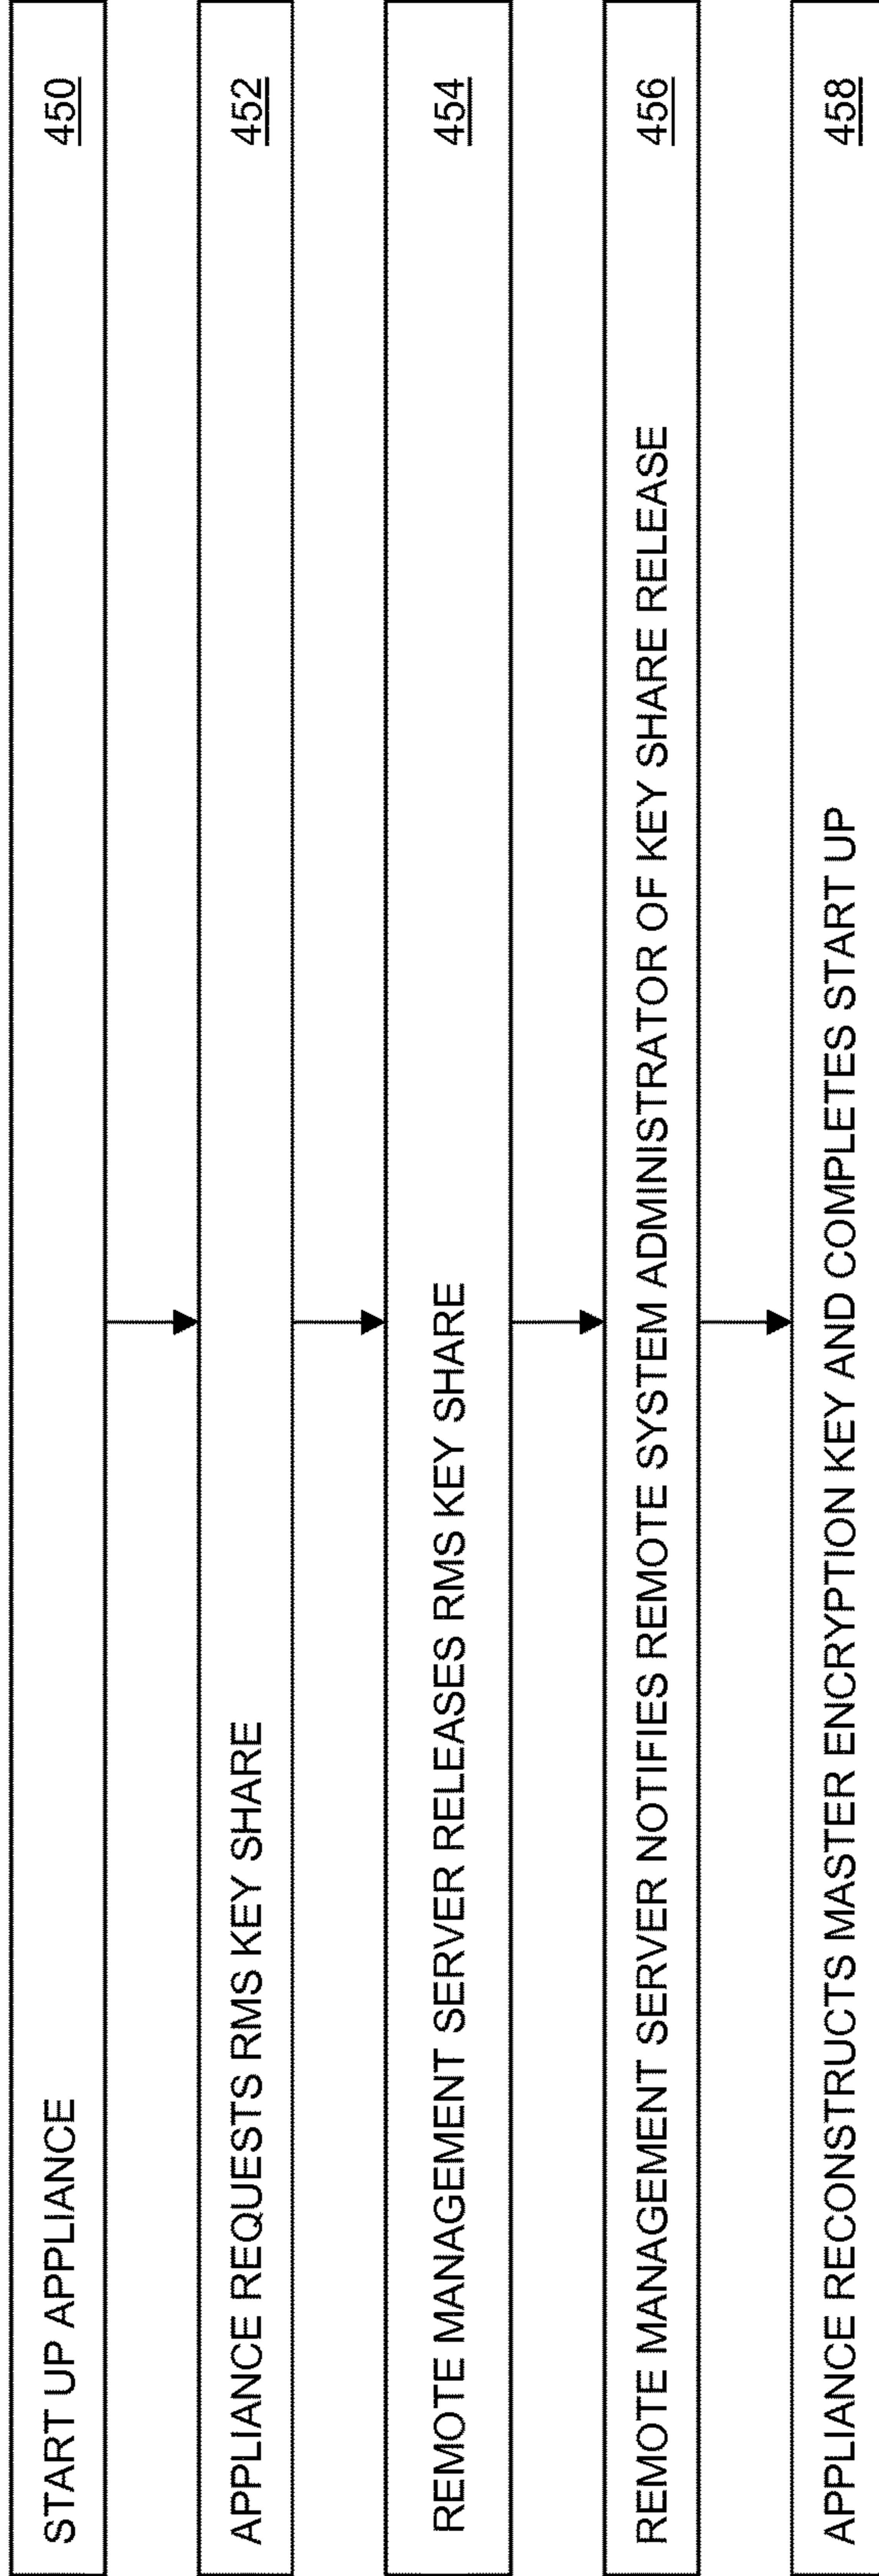 START UP APPLIANCE 450
APPLIANCE REQUESTS RMS KEY SHARE 452
REMOTE MANAGEMENT SERVER RELEASES RMS KEY SHARE 454
REMOTE MANAGEMENT SERVER NOTIFIES REMOTE SYSTEM ADMINISTRATOR OF KEY SHARE RELEASE 456
APPLIANCE RECONSTRUCTS MASTER ENCRYPTION KEY AND COMPLETES START UP 458